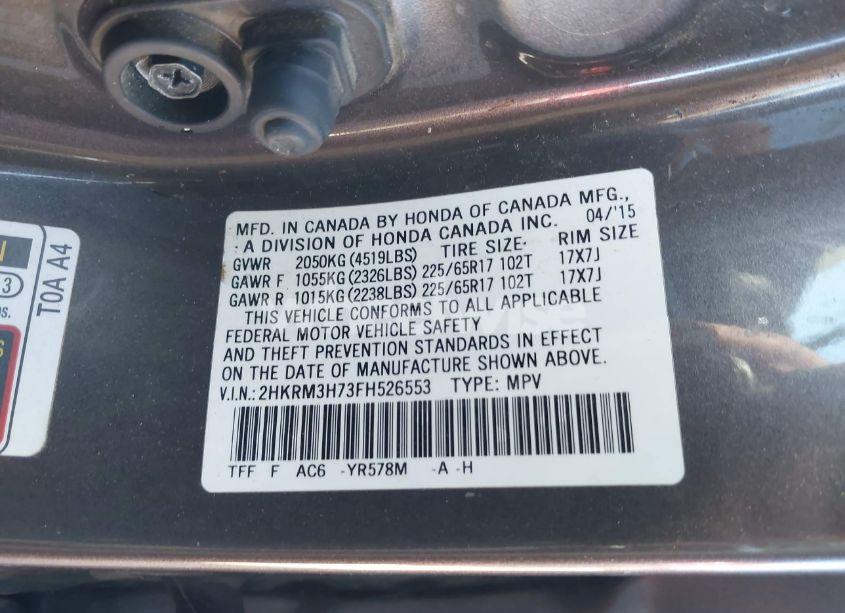 MFD. IN CANADA BY HONDA OF CANADA MFG.,
: A DIVISION OF HONDA CANADA INC. 04/'15
GVWR 2050KG (4519LBS) TIRE SIZE: RIM SIZE
GAWR F 1055KG (2326LBS) 225/65R17 102T 17X7J
GAWR R 1015KG (2238LBS) 225/65R17 102T 17X7J
THIS VEHICLE CONFORMS TO ALL APPLICABLE
FEDERAL MOTOR VEHICLE SAFETY
AND THEFT PREVENTION STANDARDS IN EFFECT
ON THE DATE OF MANUFACTURE SHOWN ABOVE.
V.I.N.: 2HKRM3H73FH526553 TYPE: MPV
TFF F AC6 -YR578M -A -H
T0A A4
3